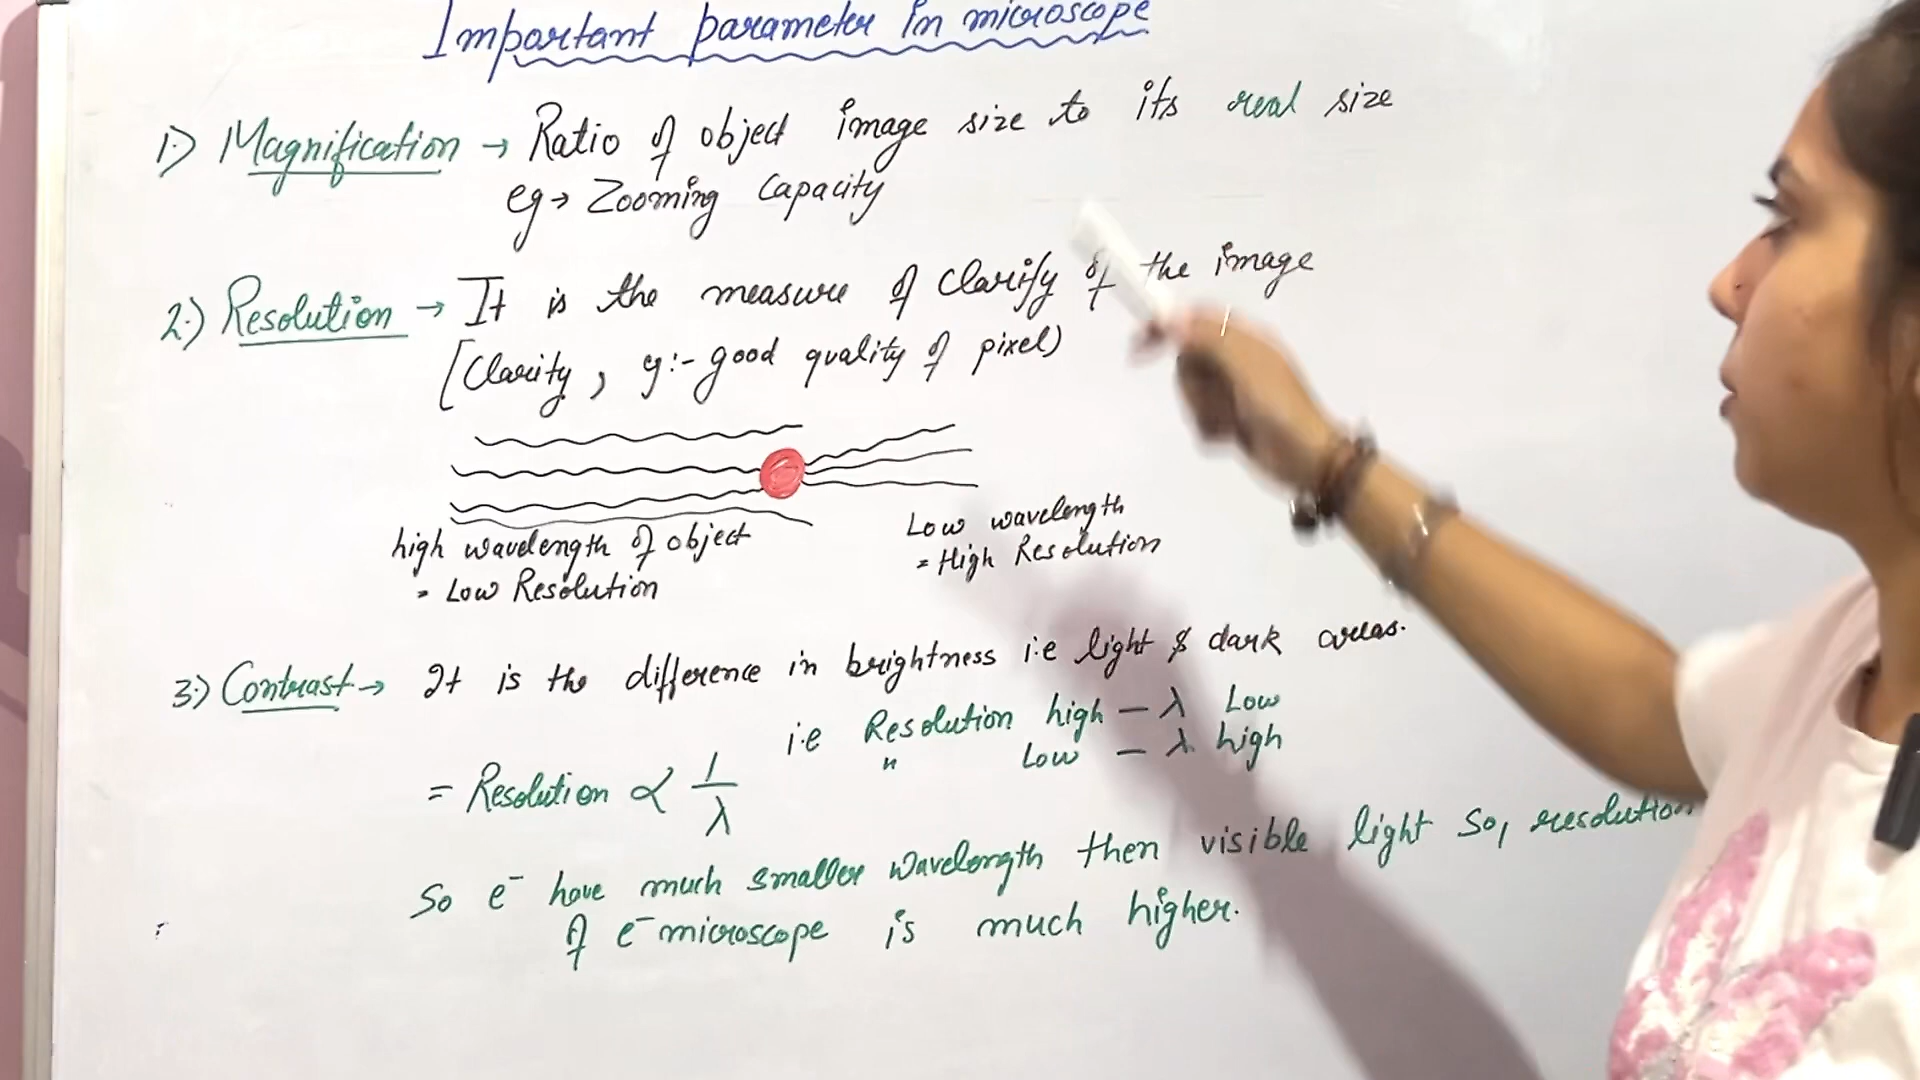 Important parameter in microscope
1.) Magnification → Ratio of object image size to its real size
eg → Zooming Capacity
2.) Resolution → It is the measure of Clarify of the image
[Clarity, eg:- good quality of pixel)
high wavelength of object
= Low Resolution
Low wavelength
= High Resolution
3.) Contrast → It is the difference in brightness i.e light & dark areas.
i.e Resolution high – λ Low
" Low – λ high
= Resolution ∝ 1/λ
So e⁻ have much smaller wavelength then visible light So, resolution
of e⁻ microscope is much higher.